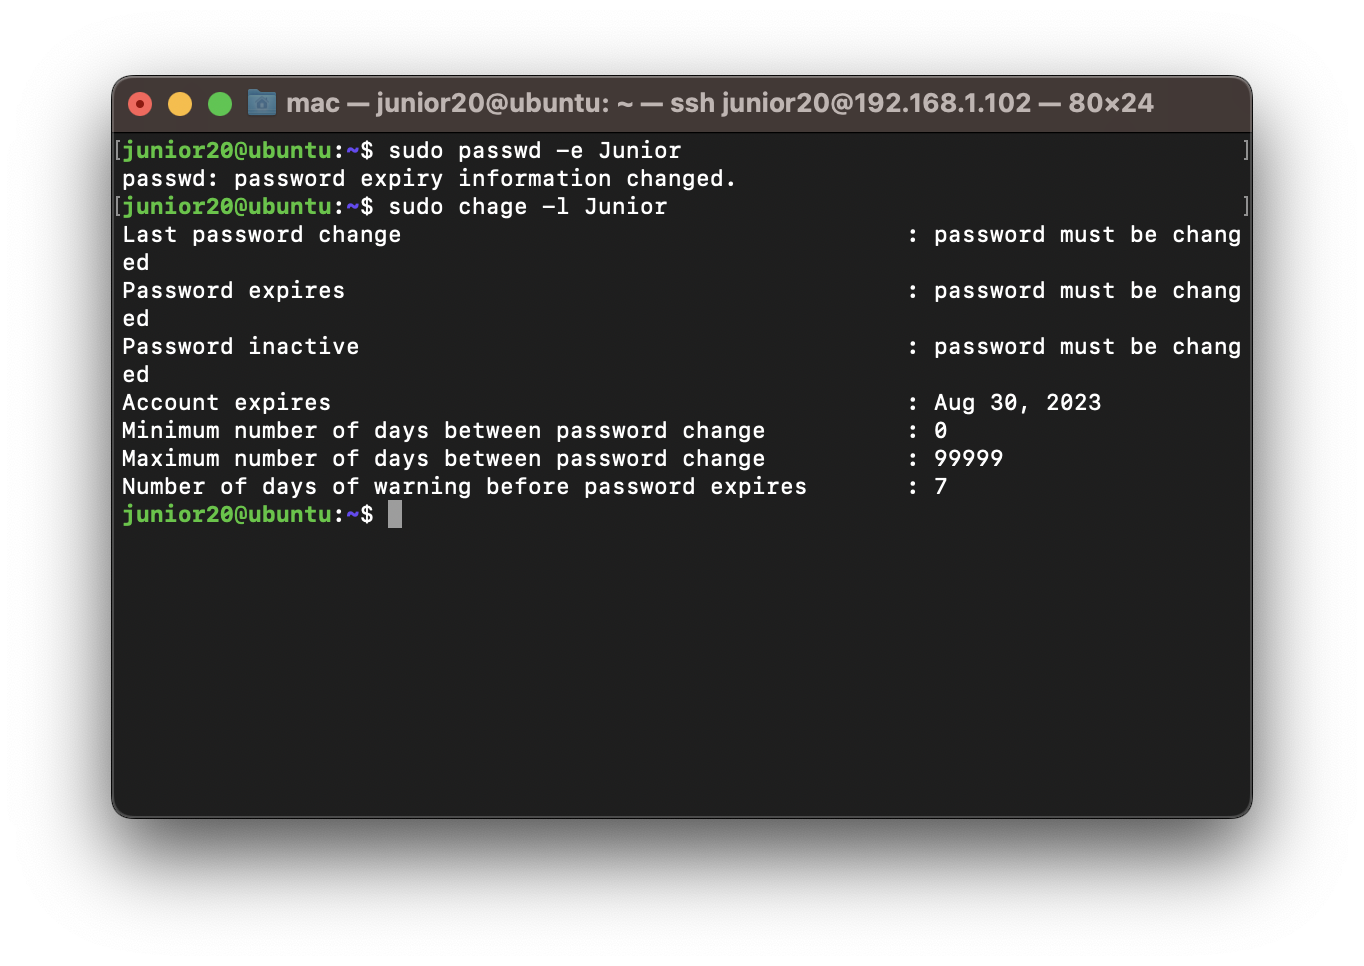 mac — junior20@ubuntu: ~ — ssh junior20@192.168.1.102 — 80×24
[junior20@ubuntu:~$ sudo passwd -e Junior ]
passwd: password expiry information changed.
[junior20@ubuntu:~$ sudo chage -l Junior ]
Last password change : password must be chang
ed
Password expires : password must be chang
ed
Password inactive : password must be chang
ed
Account expires : Aug 30, 2023
Minimum number of days between password change : 0
Maximum number of days between password change : 99999
Number of days of warning before password expires : 7
junior20@ubuntu:~$